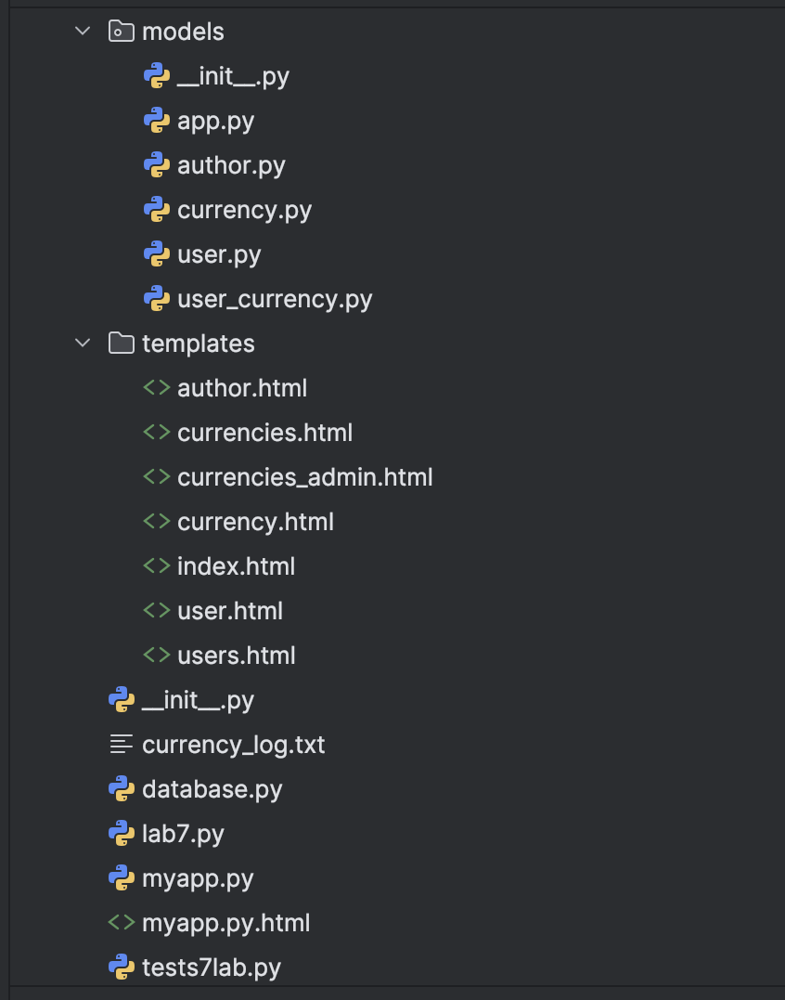 models
__init__.py
app.py
author.py
currency.py
user.py
user_currency.py
templates
author.html
currencies.html
currencies_admin.html
currency.html
index.html
user.html
users.html
__init__.py
currency_log.txt
database.py
lab7.py
myapp.py
myapp.py.html
tests7lab.py